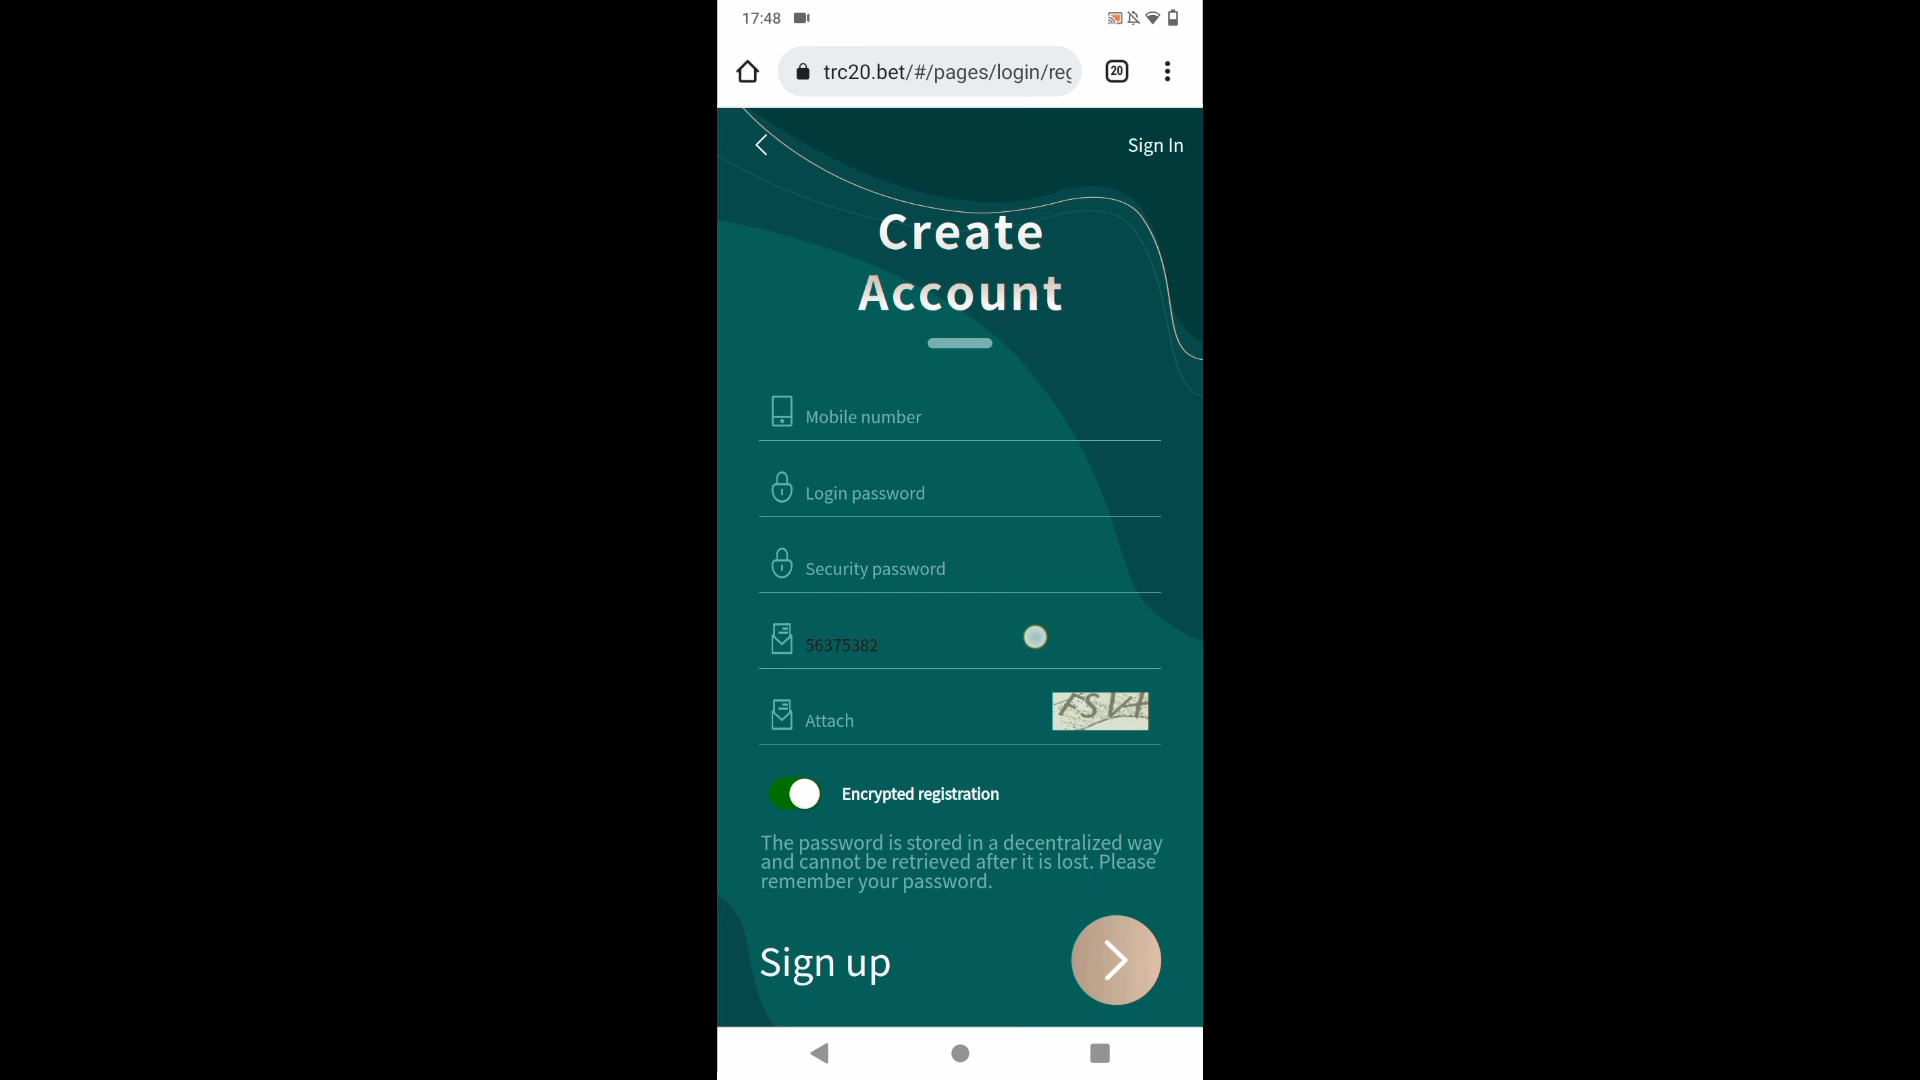 17:48
trc20.bet/#/pages/login/reg
20
Sign In
Create
Account
Mobile number
Login password
Security password
56375382
Attach
Encrypted registration
The password is stored in a decentralized way
and cannot be retrieved after it is lost. Please
remember your password.
Sign up